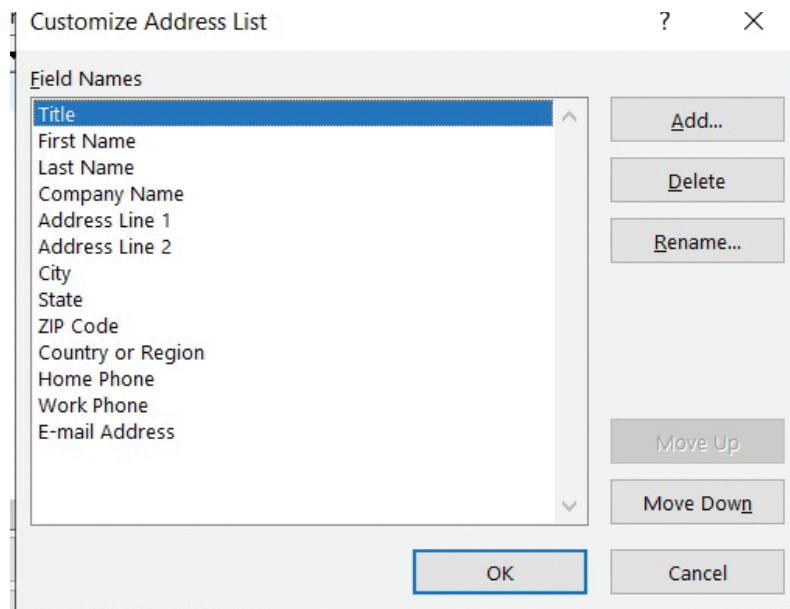 Customize Address List
?
Field Names
Title
First Name
Last Name
Company Name
Address Line 1
Address Line 2
City
State
ZIP Code
Country or Region
Home Phone
Work Phone
E-mail Address
Add...
Delete
Rename...
Move Up
Move Down
OK
Cancel